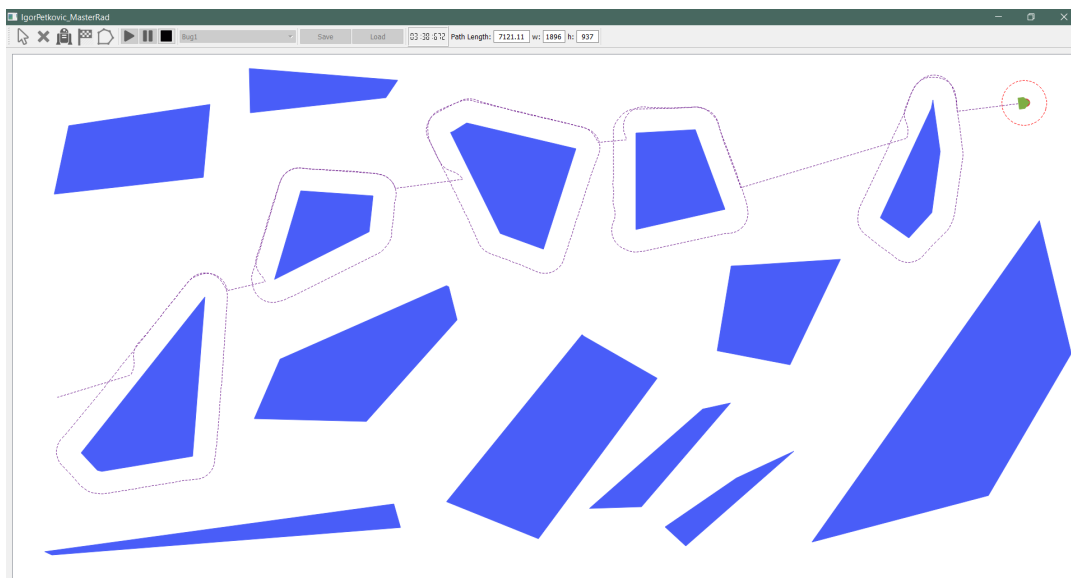 IgorPetkovic_MasterRad
Bug1 Save Load 03:38:672 Path Length: 7121.11 w: 1896 h: 937